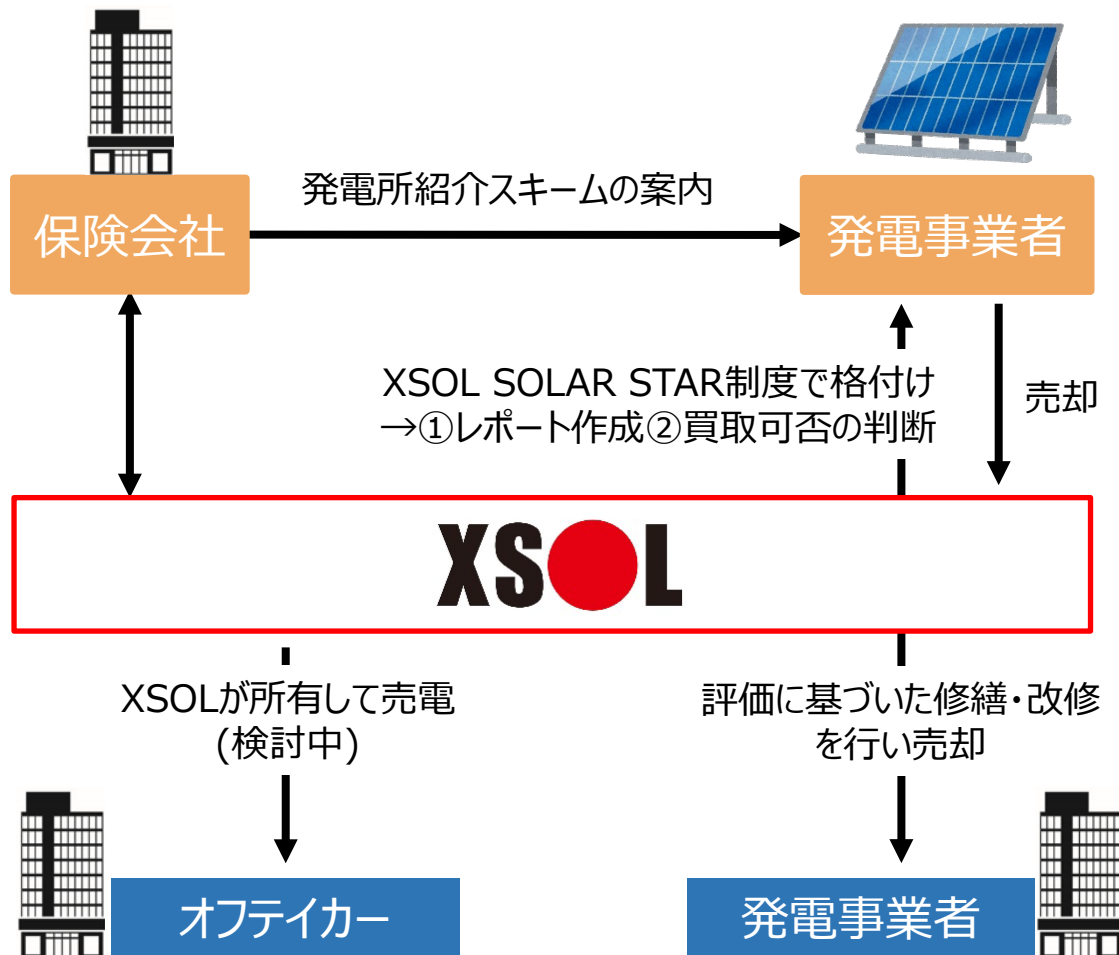 発電所紹介スキームの案内
保険会社
発電事業者
XSOL SOLAR STAR制度で格付け
→①レポート作成②買取可否の判断
売却
XSOL
XSOLが所有して売電
(検討中)
評価に基づいた修繕・改修
を行い売却
オフテイカー
発電事業者